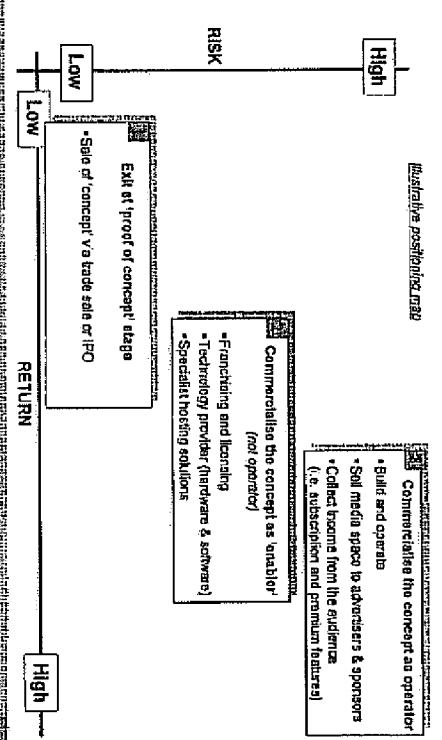 Illustrative positioning map
High
RISK
Low
Commercialise the concept as operator
•Build and operate
•Sell media space to advertisers & sponsors
•Collect income from the audience
(i.e. subscription and premium features)
Commercialise the concept as 'enabler'
(not operator)
•Franchising and licensing
•Technology provider (hardware & software)
•Specialist hosting solutions
Exit at 'proof of concept' stage
•Sale of 'concept' via trade sale or IPO
Low
RETURN
High